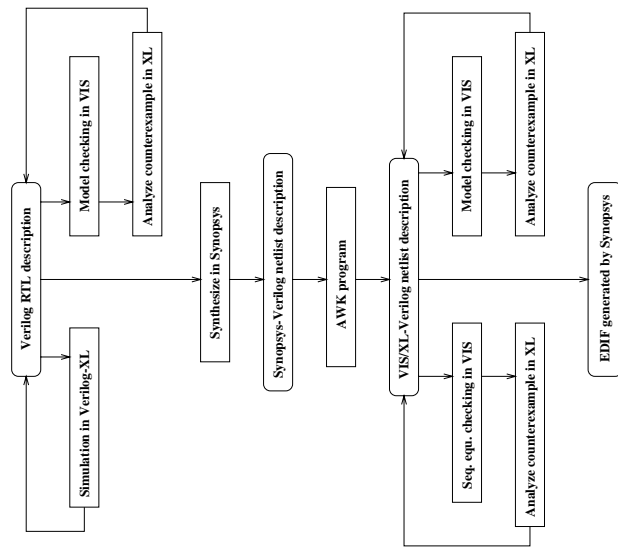 Verilog RTL description
Simulation in Verilog-XL
Model checking in VIS
Analyze counterexample in XL
Synthesize in Synopsys
Synopsys-Verilog netlist description
AWK program
VIS/XL-Verilog netlist description
Seq. equ. checking in VIS
Analyze counterexample in XL
Model checking in VIS
Analyze counterexample in XL
EDIF generated by Synopsys